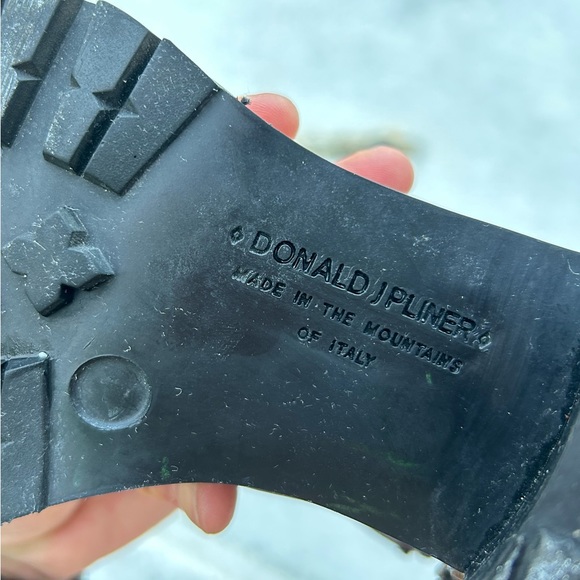 ◊ DONALD J PLINER ◊
MADE IN THE MOUNTAINS
OF ITALY